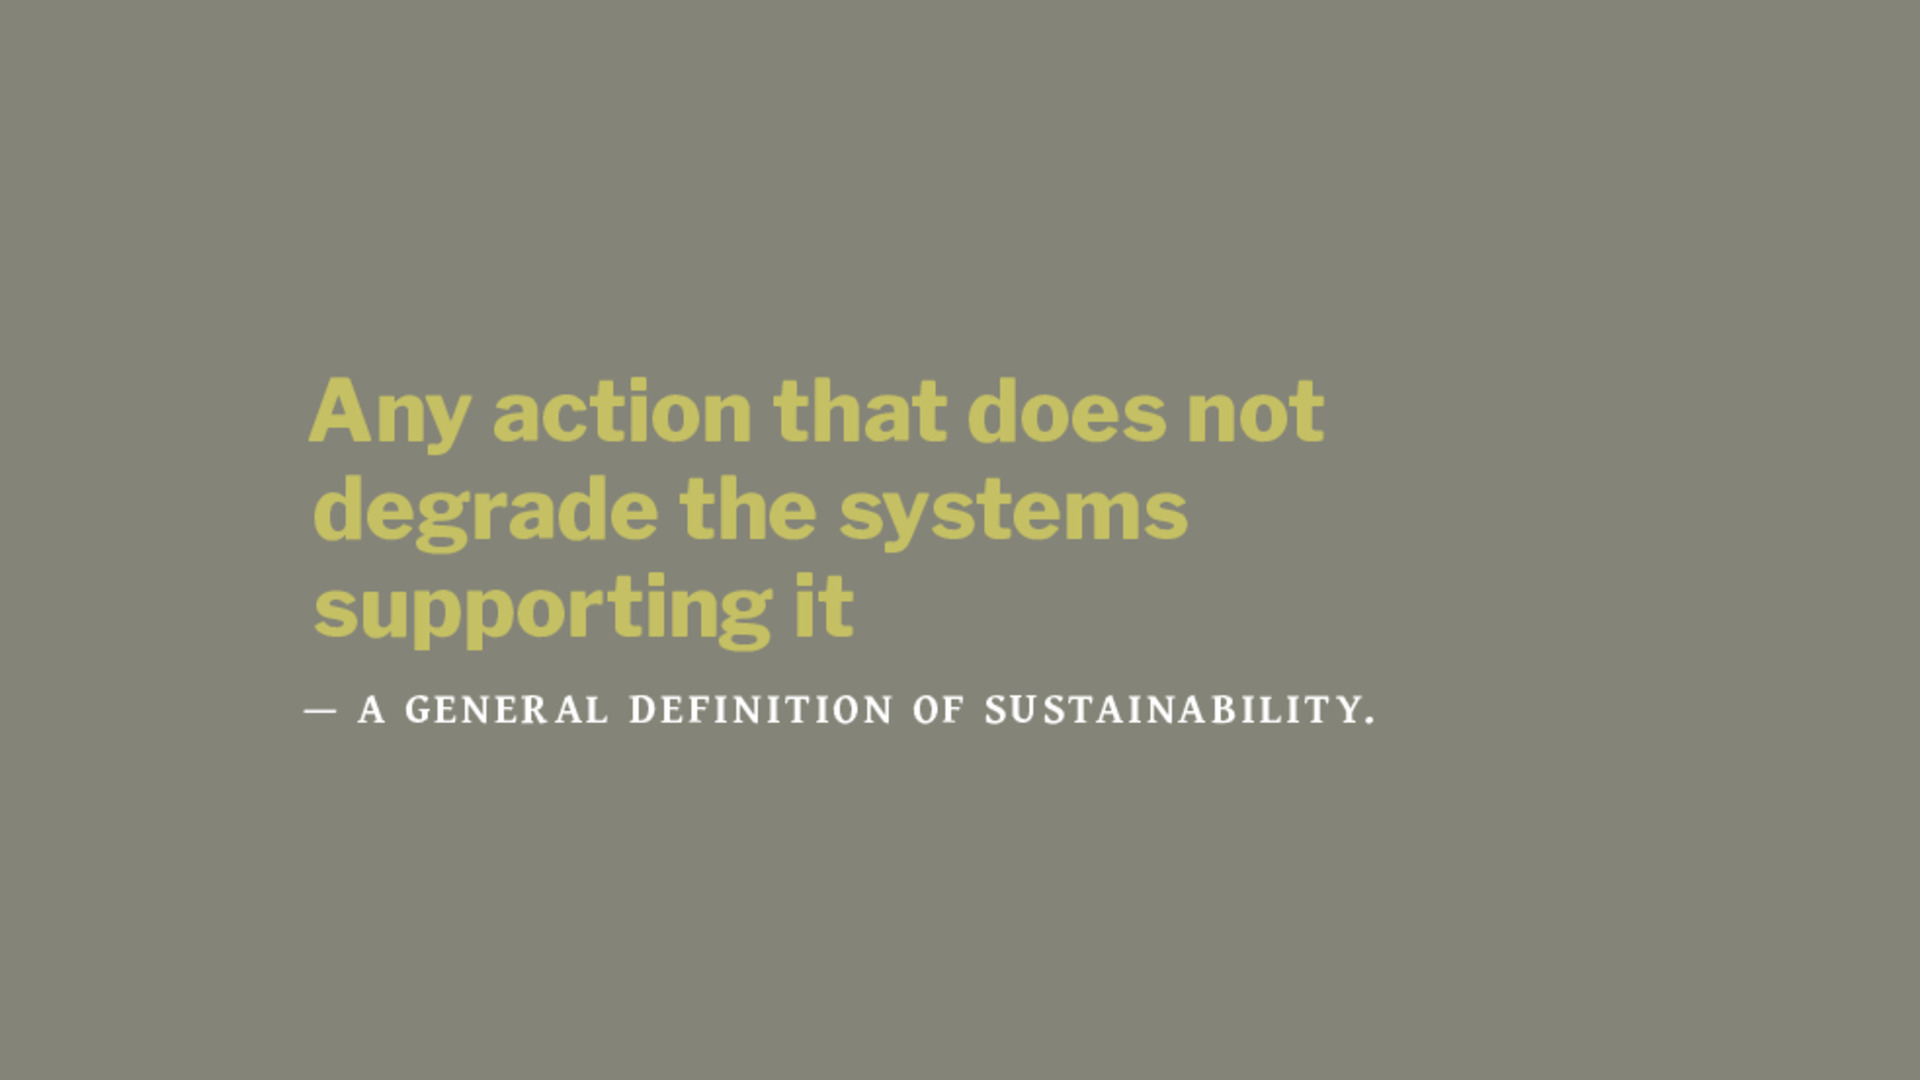 Any action that does not
degrade the systems
supporting it
— A GENERAL DEFINITION OF SUSTAINABILITY.